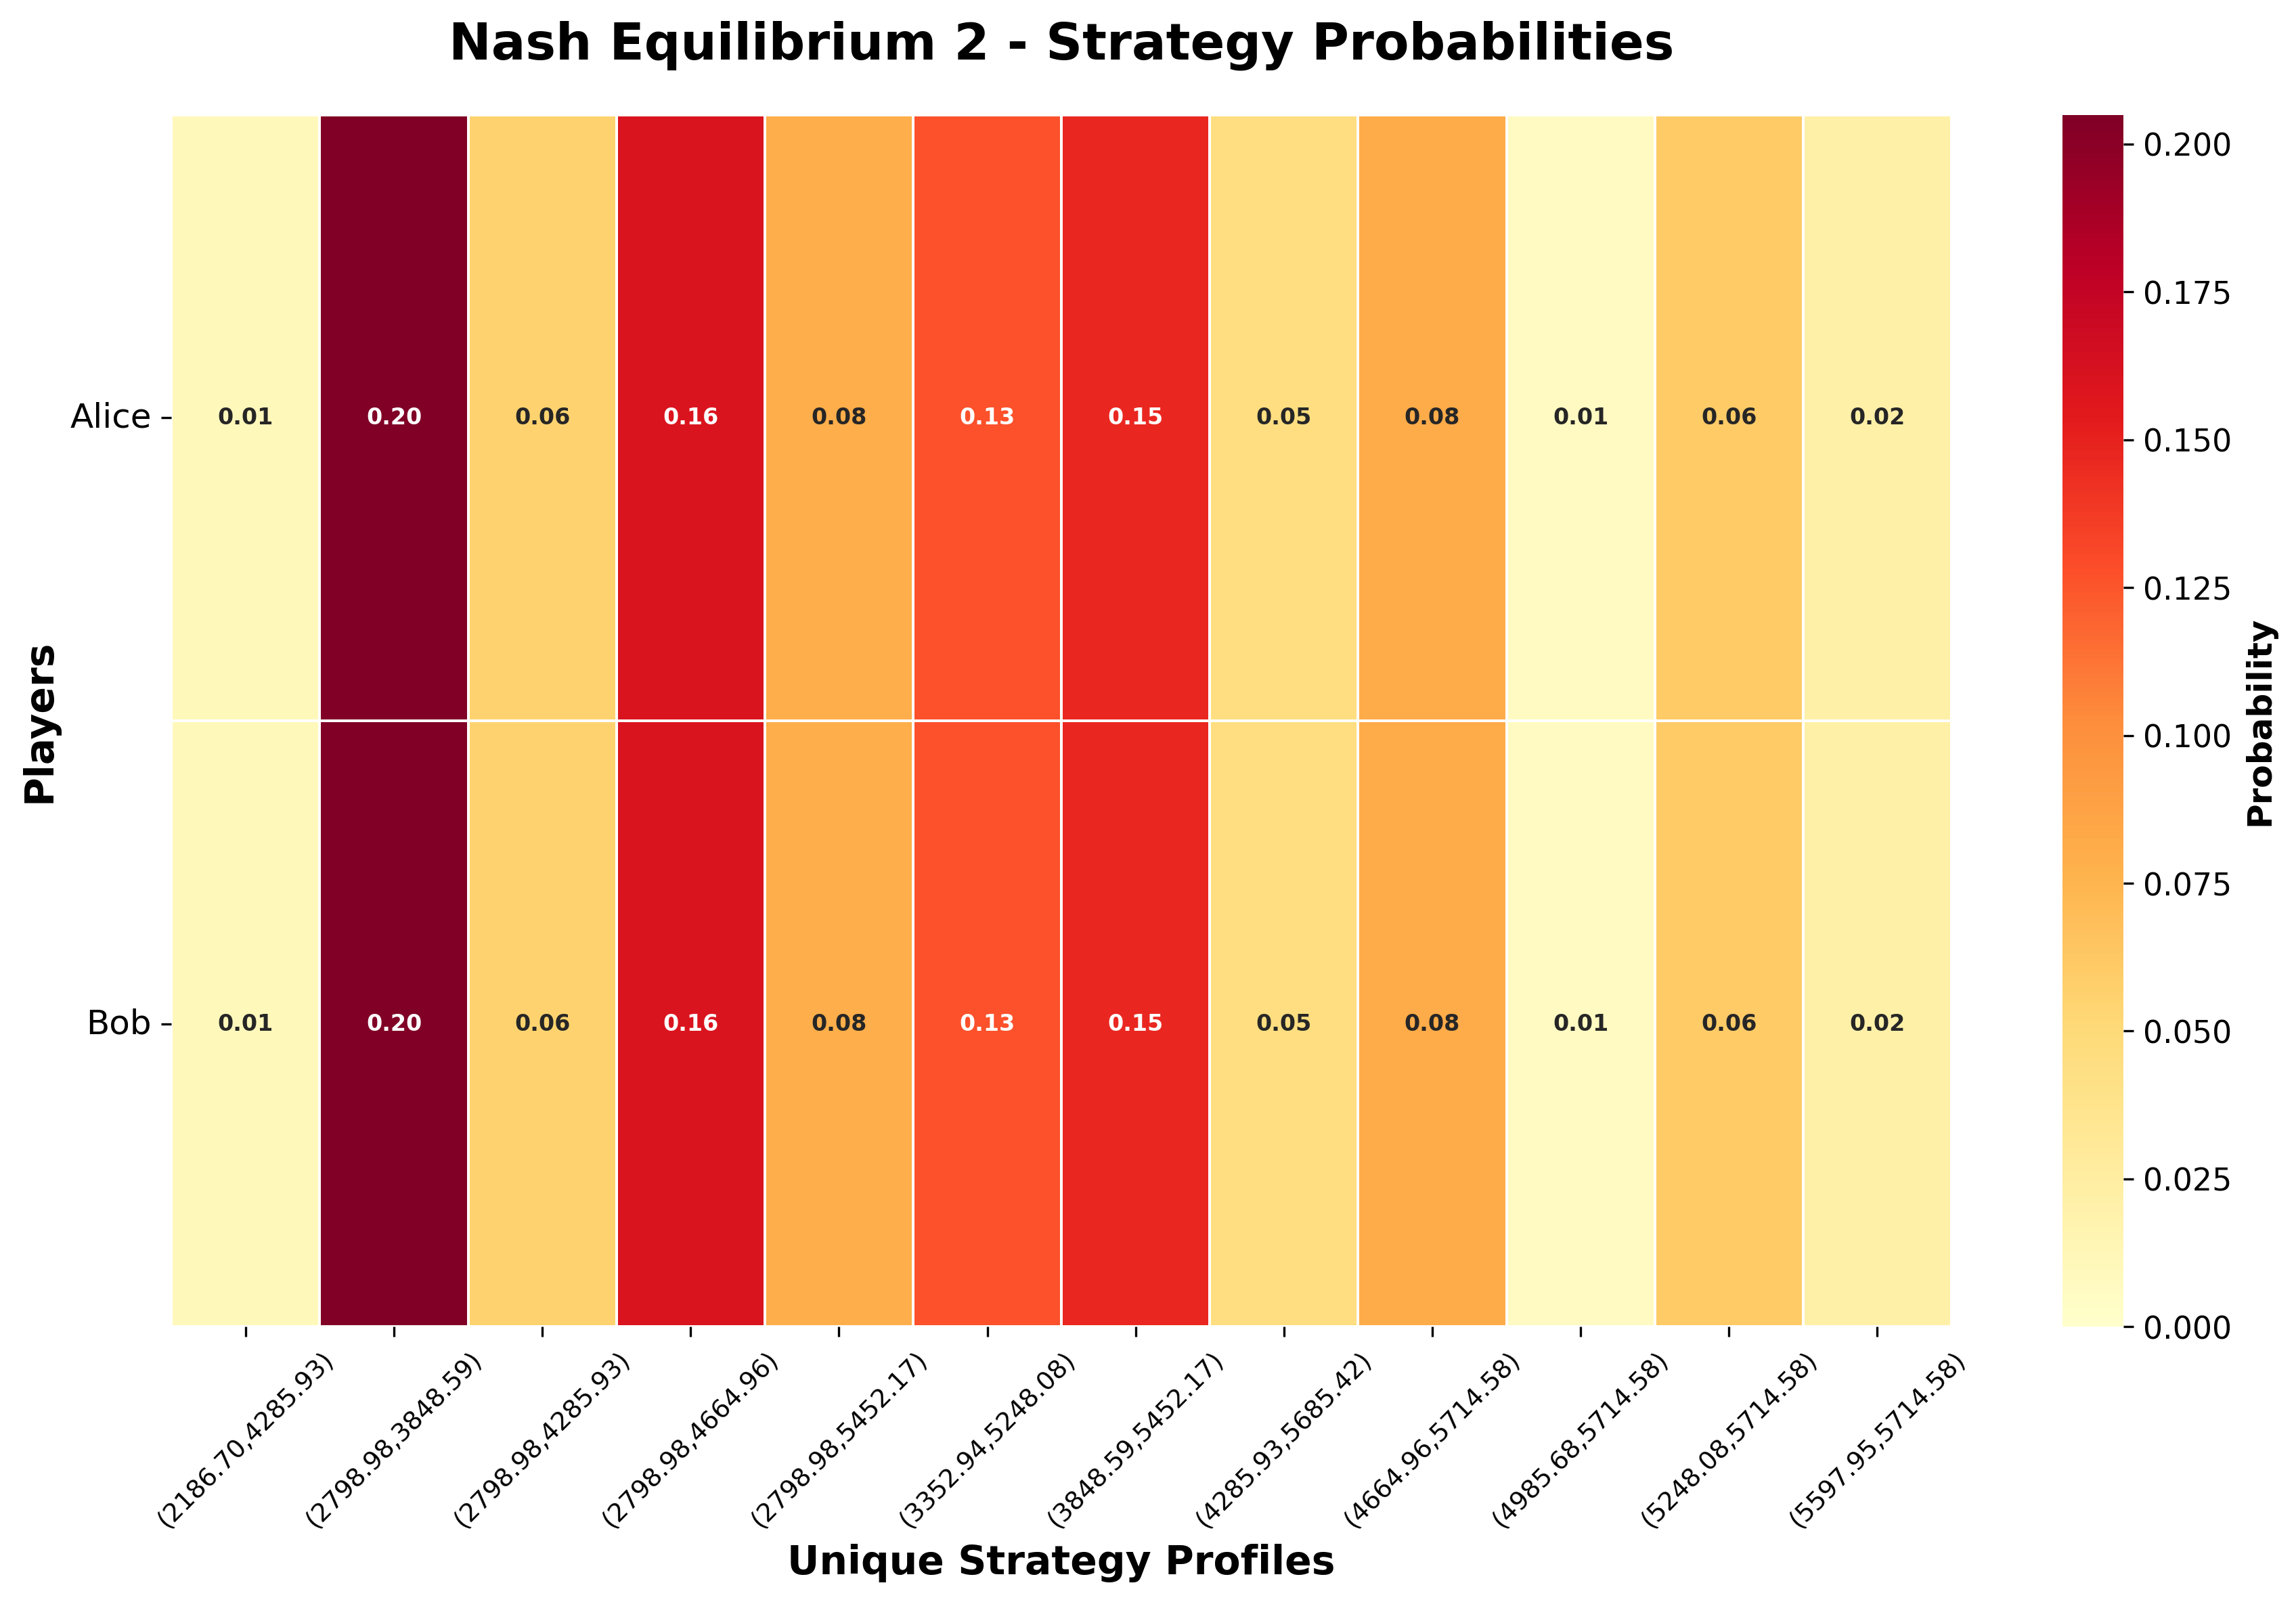 Nash Equilibrium 2 - Strategy Probabilities
Players
Alice
0.01 0.20 0.06 0.16 0.08 0.13 0.15 0.05 0.08 0.01 0.06 0.02
Bob
0.01 0.20 0.06 0.16 0.08 0.13 0.15 0.05 0.08 0.01 0.06 0.02
(2186.70,4285.93)
(2798.98,3848.59)
(2798.98,4285.93)
(2798.98,4664.96)
(2798.98,5452.17)
(3352.94,5248.08)
(3848.59,5452.17)
(4285.93,5685.42)
(4664.96,5714.58)
(4985.68,5714.58)
(5248.08,5714.58)
(5597.95,5714.58)
Unique Strategy Profiles
0.200
0.175
0.150
0.125
0.100
0.075
0.050
0.025
0.000
Probability